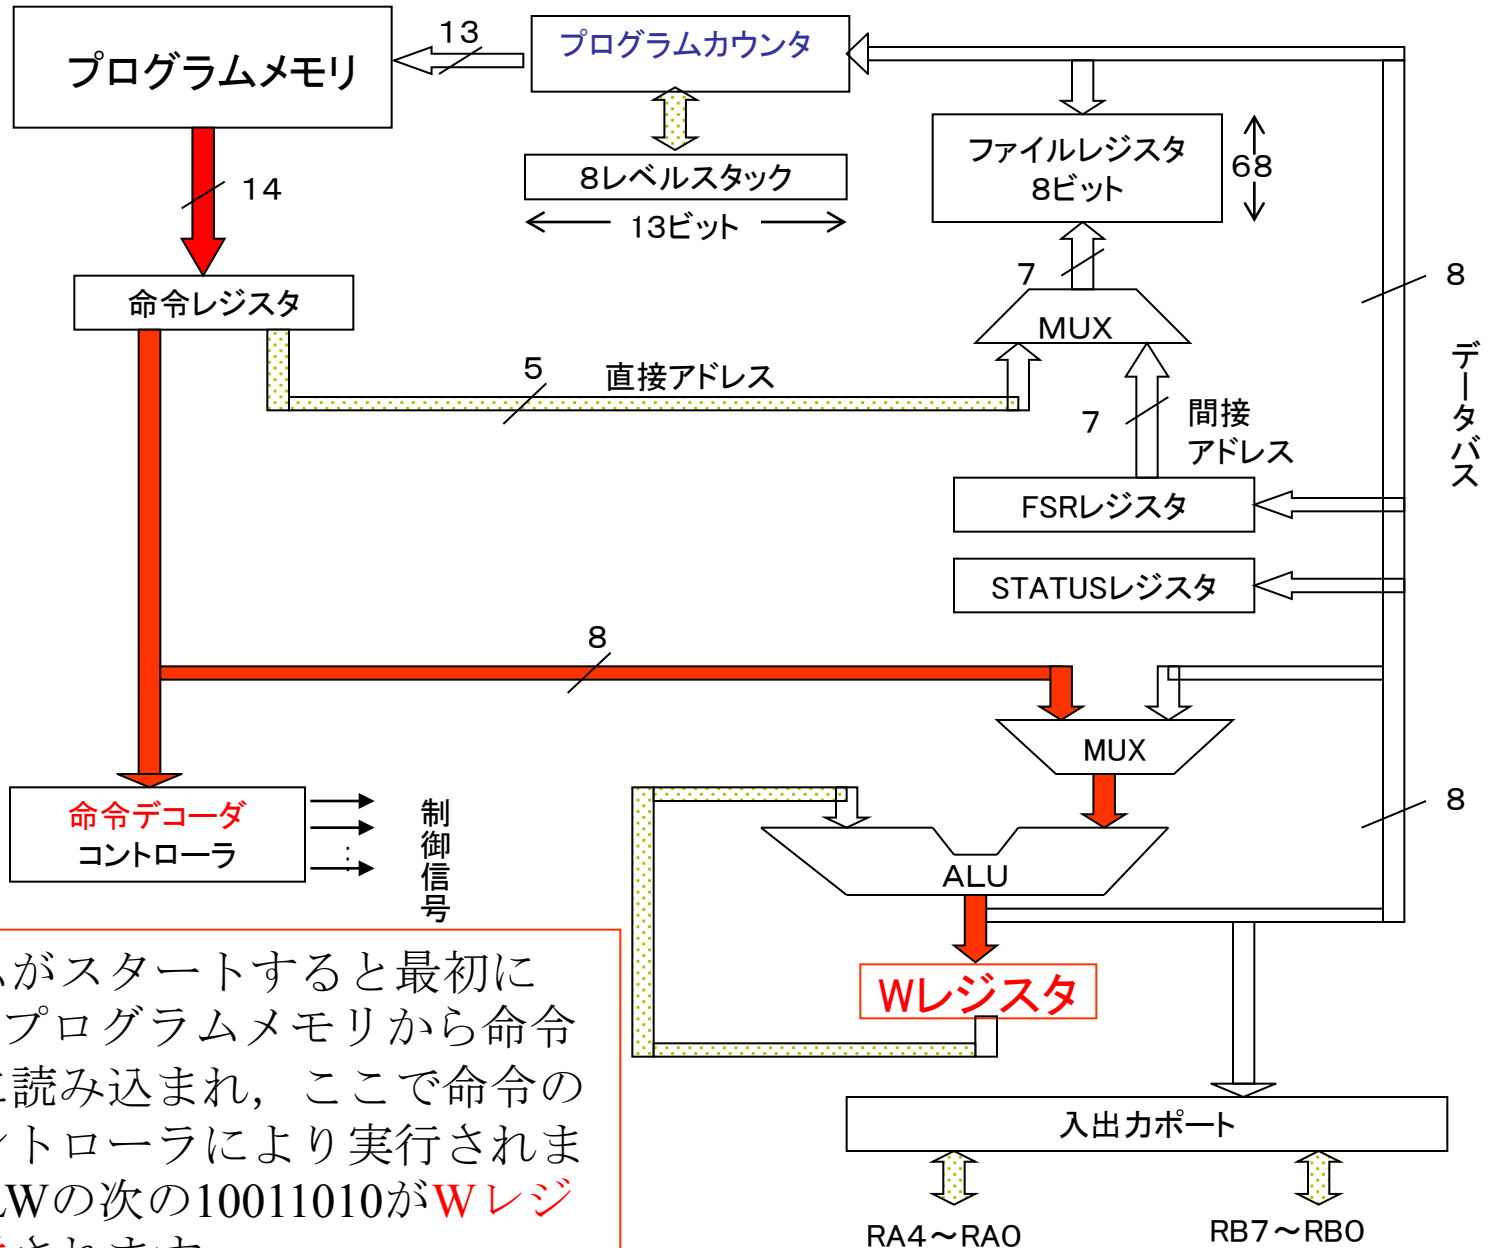 プログラムメモリ
13
プログラムカウンタ
14
8レベルスタック
13ビット
ファイルレジスタ
8ビット
68
7
命令レジスタ
MUX
8
5
直接アドレス
7
間接
アドレス
データバス
FSRレジスタ
STATUSレジスタ
8
MUX
8
命令デコーダ
コントローラ
制御信号
ALU
Wレジスタ
がスタートすると最初に
プログラムメモリから命令
に読み込まれ，ここで命令の
ントローラにより実行されま
Wの次の10011010がWレジ
されます
入出力ポート
RA4～RA0
RB7～RB0